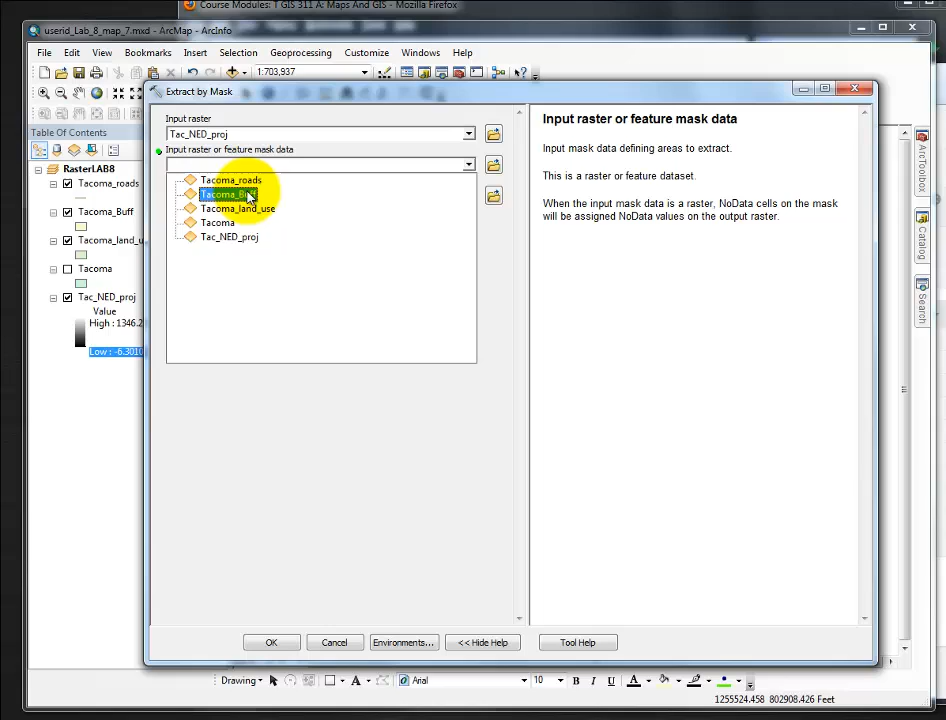 Course Modules: T GIS 311 A: Maps And GIS - Mozilla Firefox
userid_Lab_8_map_7.mxd - ArcMap - ArcInfo
File Edit View Bookmarks Insert Selection Geoprocessing Customize Windows Help
1:703,937
Extract by Mask
Table Of Contents
RasterLAB8
Tacoma_roads
Tacoma_Buff
Tacoma_land_u
Tacoma
Tac_NED_proj
Value
High : 1346.2
Low : -6.3010
Input raster
Tac_NED_proj
Input raster or feature mask data
Tacoma_roads
Tacoma_Buff
Tacoma_land_use
Tacoma
Tac_NED_proj
OK Cancel Environments... << Hide Help Tool Help
Input raster or feature mask data
Input mask data defining areas to extract.
This is a raster or feature dataset.
When the input mask data is a raster, NoData cells on the mask
will be assigned NoData values on the output raster.
ArcToolbox
Catalog
Search
Drawing Arial 10 B I U A
1255524.458 802908.426 Feet